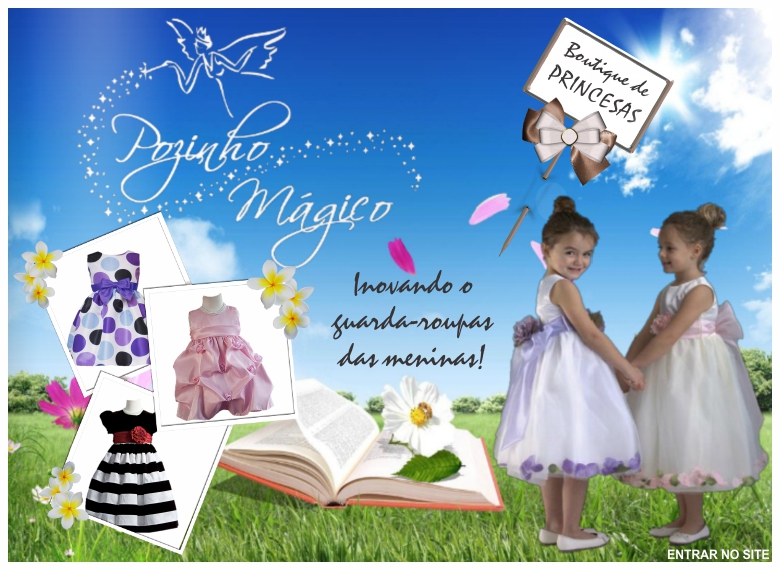 Pozinho
Mágico
Boutique de
PRINCESAS
Inovando o
guarda-roupas
das meninas!
ENTRAR NO SITE